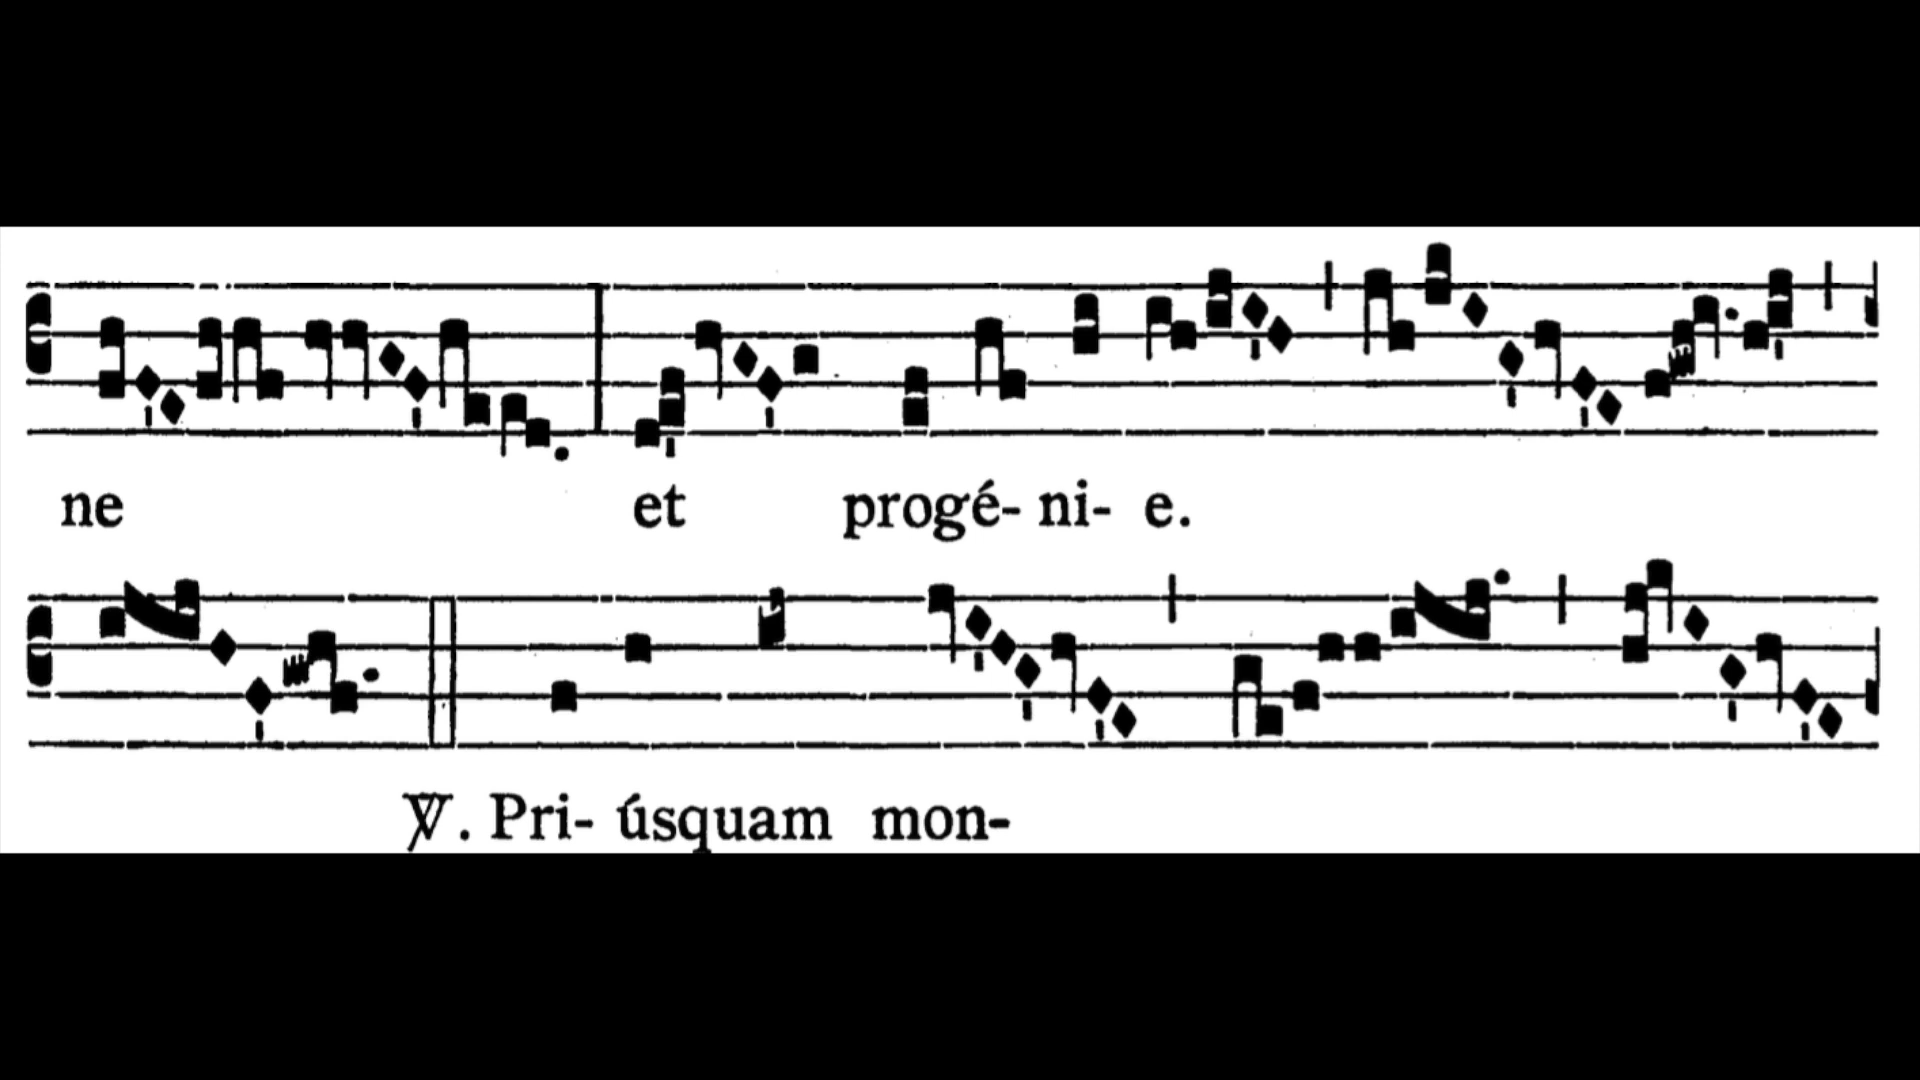 ne et progé- ni- e.
℣. Pri- úsquam mon-